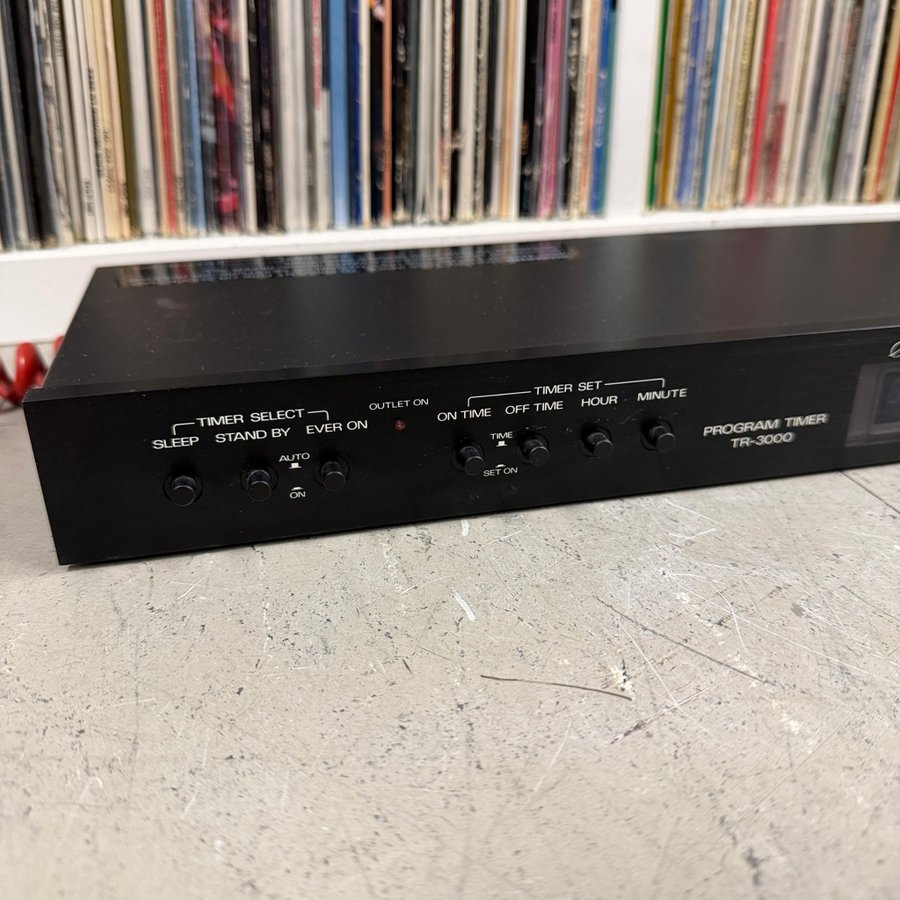 TIMER SELECT
SLEEP STAND BY EVER ON
AUTO
ON
OUTLET ON
TIMER SET
ON TIME OFF TIME HOUR MINUTE
TIME
SET ON
PROGRAM TIMER
TR-3000